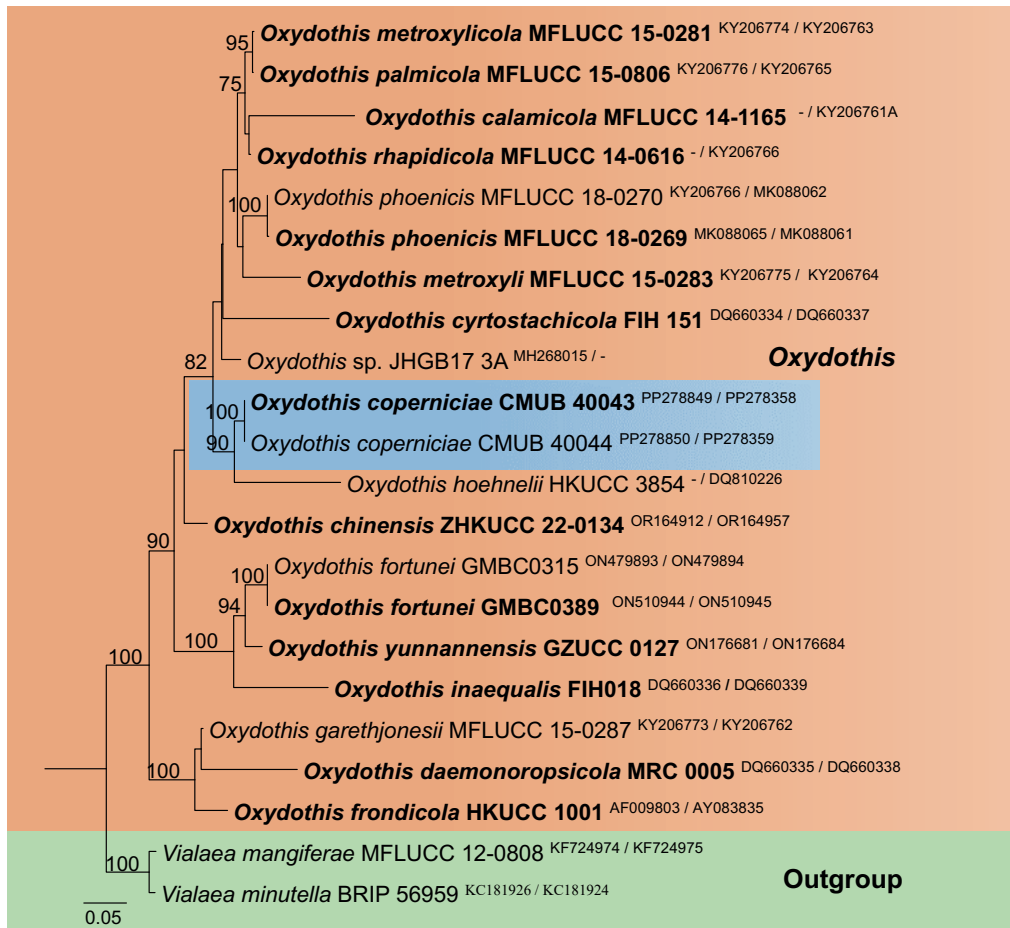 95 Oxydothis metroxylicola MFLUCC 15-0281 KY206774 / KY206763
Oxydothis palmicola MFLUCC 15-0806 KY206776 / KY206765
75
Oxydothis calamicola MFLUCC 14-1165 - / KY206761A
Oxydothis rhapidicola MFLUCC 14-0616 - / KY206766
Oxydothis phoenicis MFLUCC 18-0270 KY206766 / MK088062
100
Oxydothis phoenicis MFLUCC 18-0269 MK088065 / MK088061
Oxydothis metroxyli MFLUCC 15-0283 KY206775 / KY206764
Oxydothis cyrtostachicola FIH 151 DQ660334 / DQ660337
82 Oxydothis sp. JHGB17 3A MH268015 / -
Oxydothis
100 Oxydothis coperniciae CMUB 40043 PP278849 / PP278358
90 Oxydothis coperniciae CMUB 40044 PP278850 / PP278359
Oxydothis hoehnelii HKUCC 3854 - / DQ810226
Oxydothis chinensis ZHKUCC 22-0134 OR164912 / OR164957
90
Oxydothis fortunei GMBC0315 ON479893 / ON479894
100
94 Oxydothis fortunei GMBC0389 ON510944 / ON510945
100 Oxydothis yunnannensis GZUCC 0127 ON176681 / ON176684
100
Oxydothis inaequalis FIH018 DQ660336 / DQ660339
Oxydothis garethjonesii MFLUCC 15-0287 KY206773 / KY206762
100 Oxydothis daemonoropsicola MRC 0005 DQ660335 / DQ660338
Oxydothis frondicola HKUCC 1001 AF009803 / AY083835
Vialaea mangiferae MFLUCC 12-0808 KF724974 / KF724975
100
Outgroup
Vialaea minutella BRIP 56959 KC181926 / KC181924
0.05